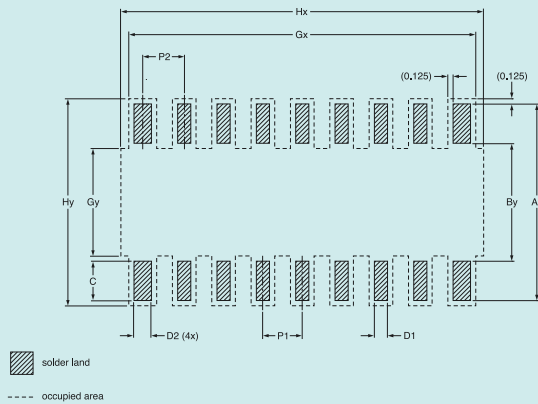 Hx
Gx
P2
(0.125)
(0.125)
Hy
Gy
By
A
C
D2 (4x)
P1
D1
solder land
occupied area